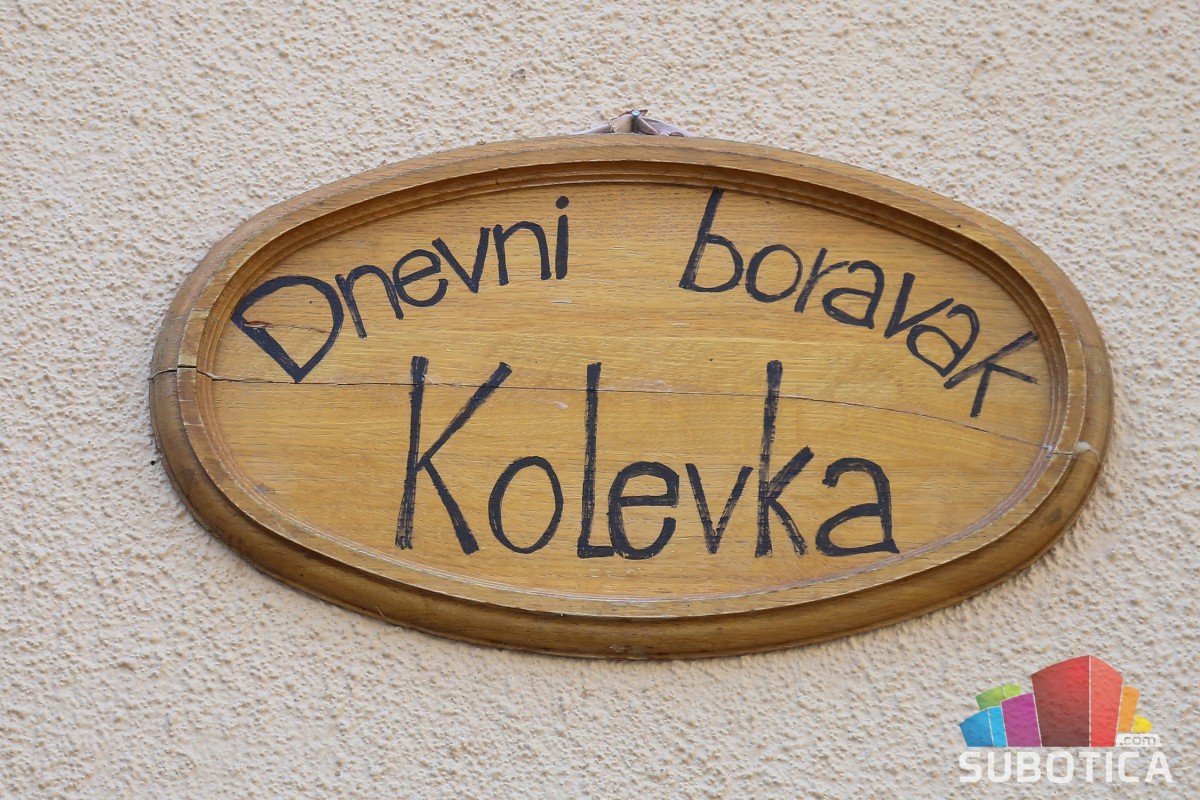 Dnevni boravak
Kolevka
.com
SUBOTICA